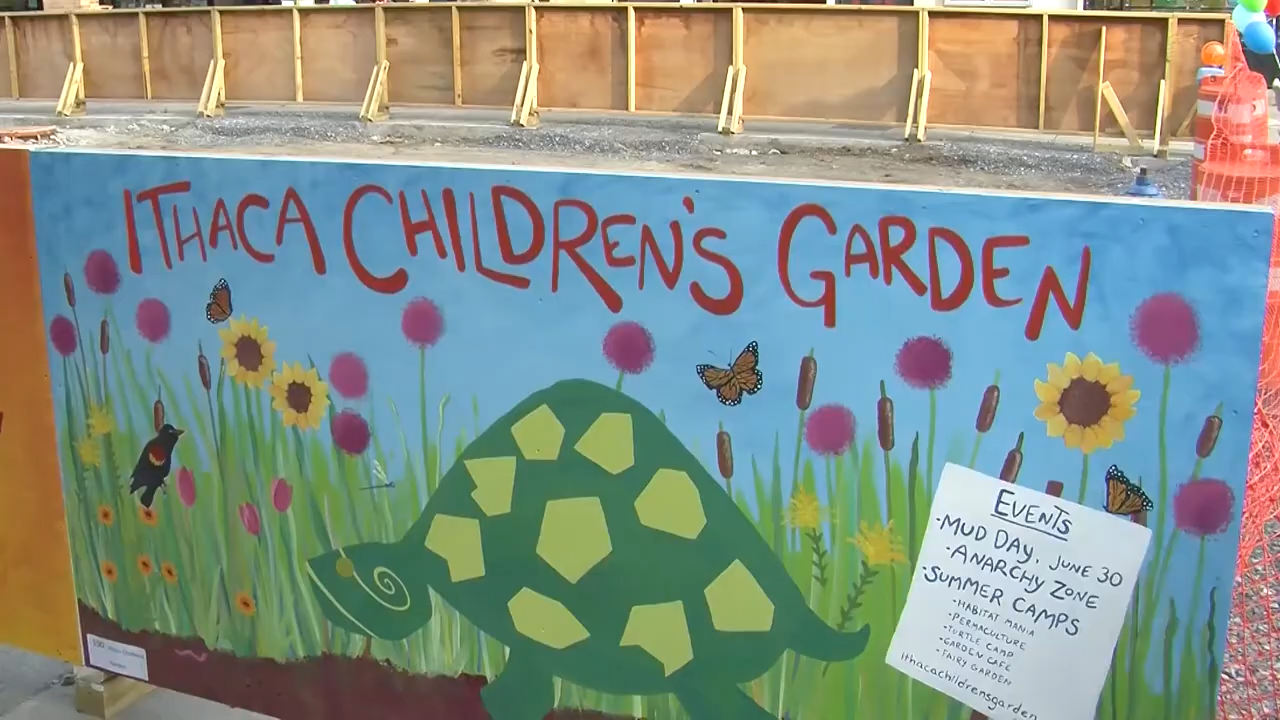 ITHACA CHILDREN'S GARDEN
EVENTS
-MUD DAY, JUNE 30
-ANARCHY ZONE
-SUMMER CAMPS
-HABITAT MANIA
-PERMACULTURE
-TURTLE CAMP
-GARDEN CAFE
-FAIRY GARDEN
ithacachildrensgarden